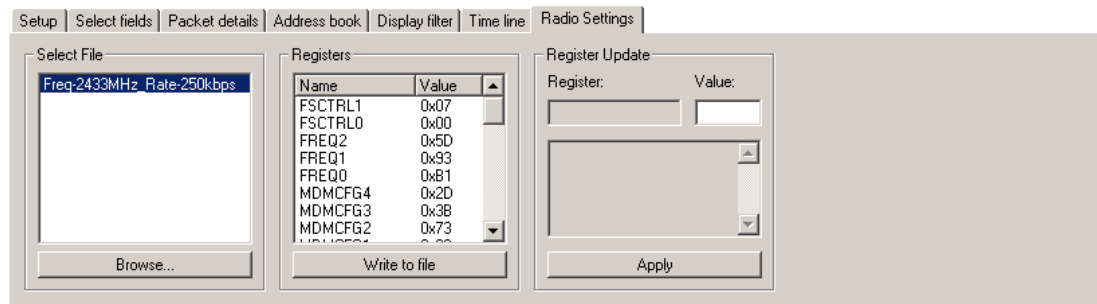 Setup Select fields Packet details Address book Display filter Time line Radio Settings
Select File
Freq-2433MHz_Rate-250kbps
Browse...
Registers
Name Value
FSCTRL1 0x07
FSCTRL0 0x00
FREQ2 0x5D
FREQ1 0x93
FREQ0 0xB1
MDMCFG4 0x2D
MDMCFG3 0x3B
MDMCFG2 0x73
Write to file
Register Update
Register: Value:
Apply